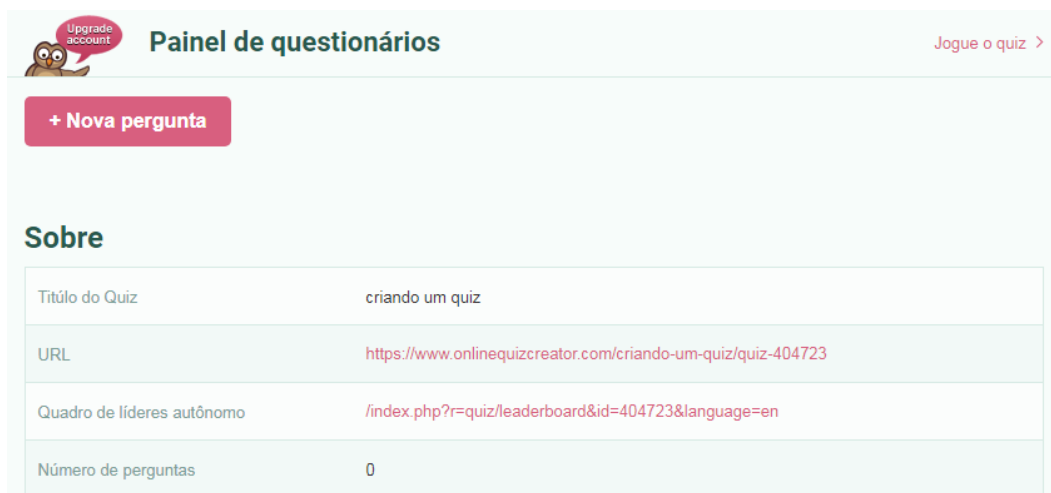 Upgrade
account
Painel de questionários
Jogue o quiz >
+ Nova pergunta
Sobre
Titúlo do Quiz criando um quiz
URL https://www.onlinequizcreator.com/criando-um-quiz/quiz-404723
Quadro de líderes autônomo /index.php?r=quiz/leaderboard&id=404723&language=en
Número de perguntas 0